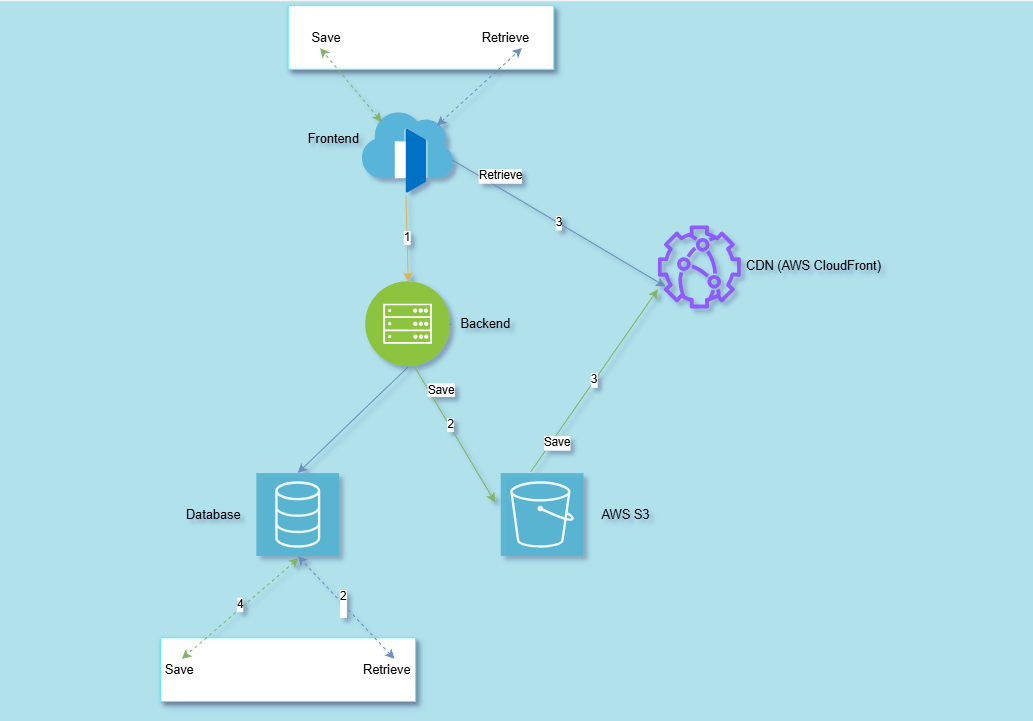 Save
Retrieve
Frontend
Retrieve
3
1
CDN (AWS CloudFront)
Backend
Save
3
2
Save
Database
AWS S3
4
2
Save
Retrieve